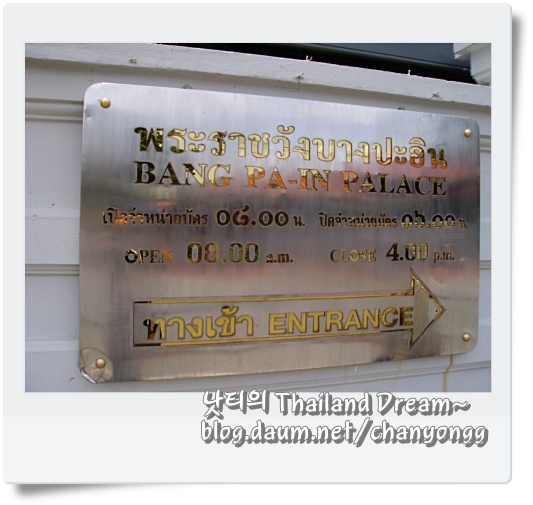 พระราชวังบางปะอิน
BANG PA-IN PALACE
เปิดจำหน่ายบัตร ๐๘.๐๐ น. ปิดจำหน่ายบัตร ๑๖.๐๐ น.
OPEN 08.00 a.m. CLOSE 4.00 p.m.
ทางเข้า ENTRANCE
낫티의 Thailand Dream~
blog.daum.net/chanyongg